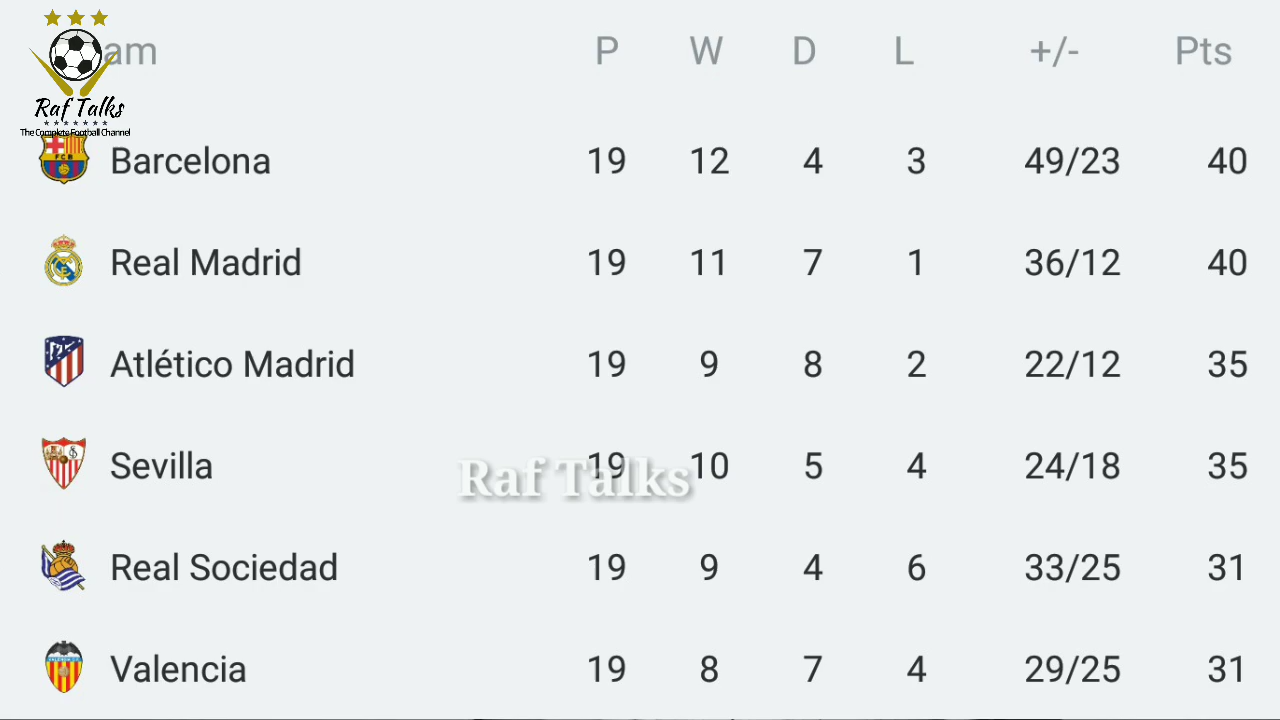 am P W D L +/- Pts
Raf Talks
The Complete Football Channel
FCB
Barcelona 19 12 4 3 49/23 40
Real Madrid 19 11 7 1 36/12 40
Atlético Madrid 19 9 8 2 22/12 35
Sevilla 19 10 5 4 24/18 35
Raf Talks
Real Sociedad 19 9 4 6 33/25 31
Valencia 19 8 7 4 29/25 31